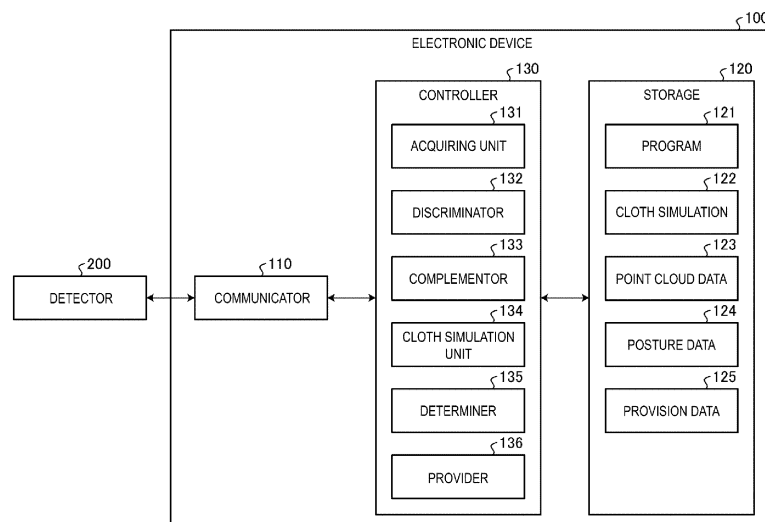 100
ELECTRONIC DEVICE
130
CONTROLLER
131
ACQUIRING UNIT
132
DISCRIMINATOR
133
COMPLEMENTOR
134
CLOTH SIMULATION
UNIT
135
DETERMINER
136
PROVIDER
120
STORAGE
121
PROGRAM
122
CLOTH SIMULATION
123
POINT CLOUD DATA
124
POSTURE DATA
125
PROVISION DATA
200
DETECTOR
110
COMMUNICATOR